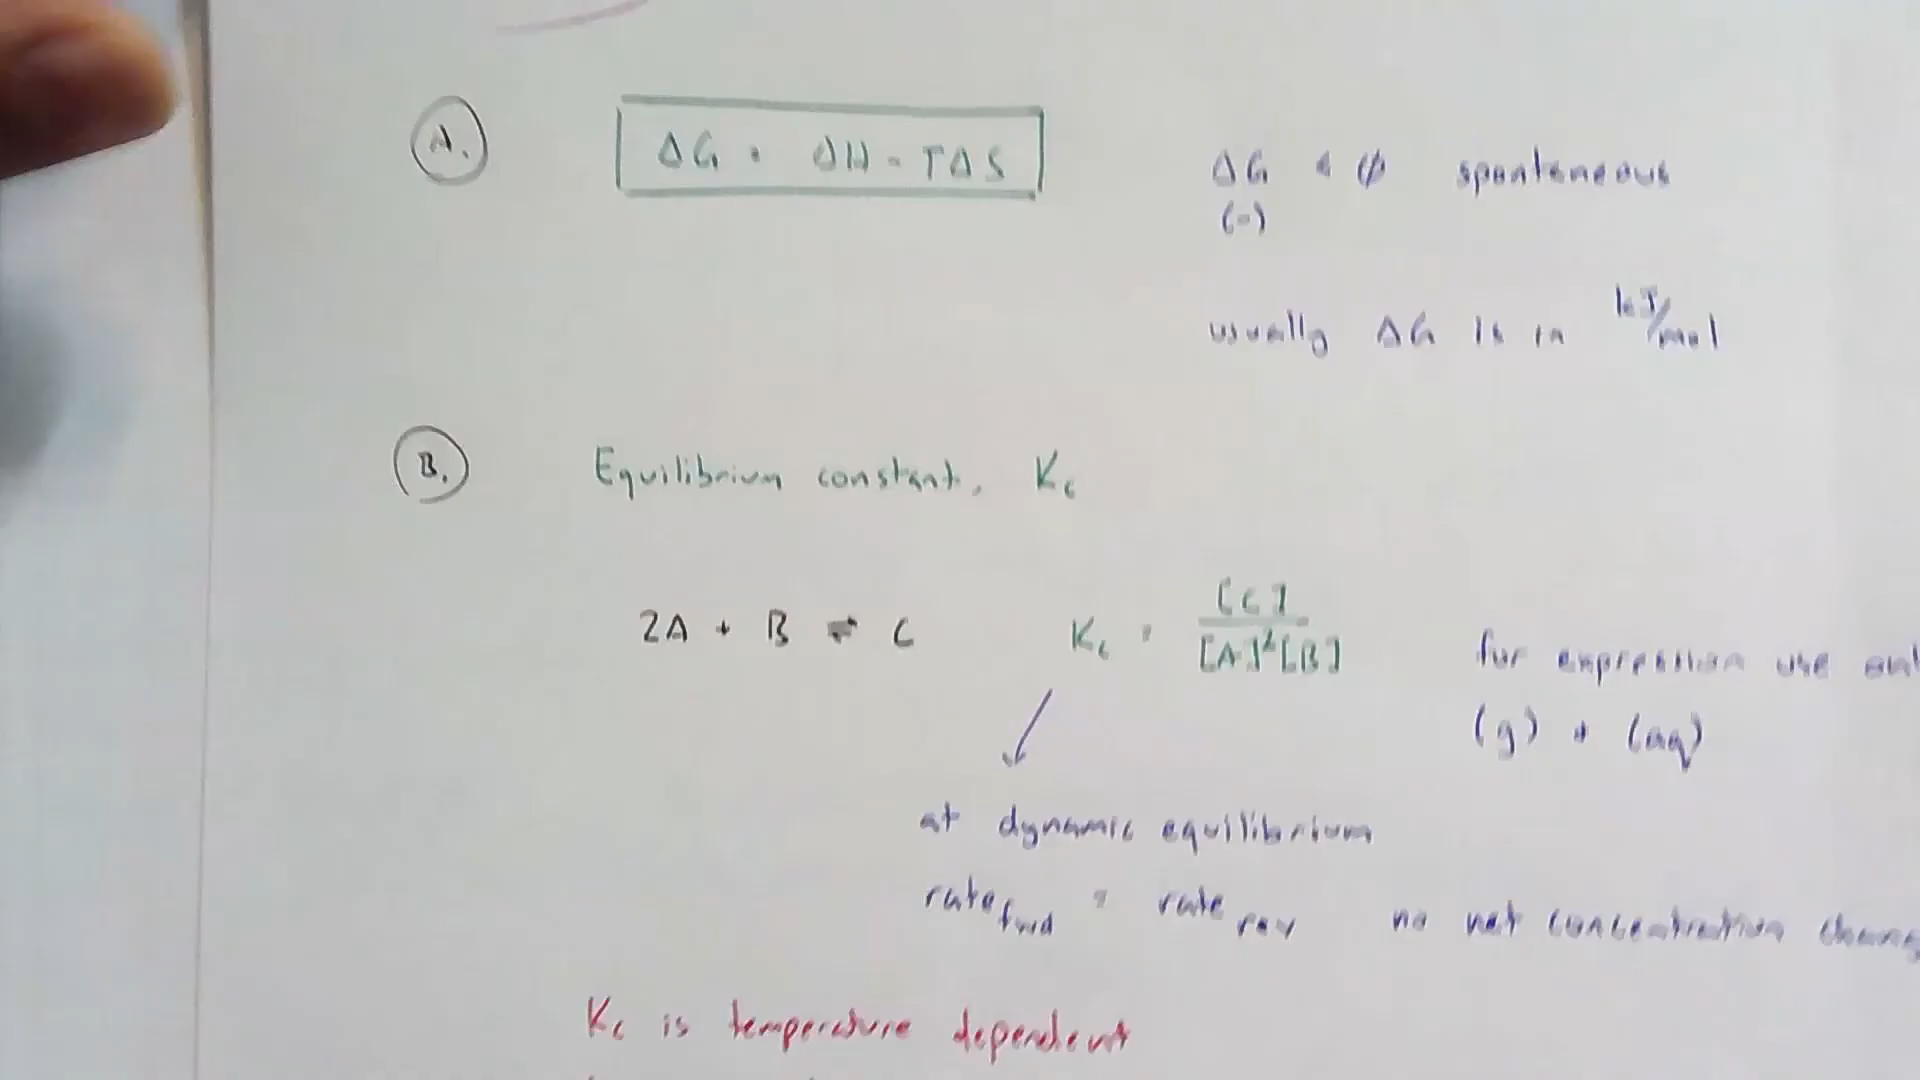 A.
ΔG = ΔH - TΔS
ΔG < 0 spontaneous
(-)
usually ΔG is in kJ/mol
B.
Equilibrium constant, Kc
2A + B ⇌ C
Kc = [C] / [A]²[B]
for expression use
(g) + (aq)
at dynamic equilibrium
rate fwd = rate rev no net concentration
Kc is temperature dependent